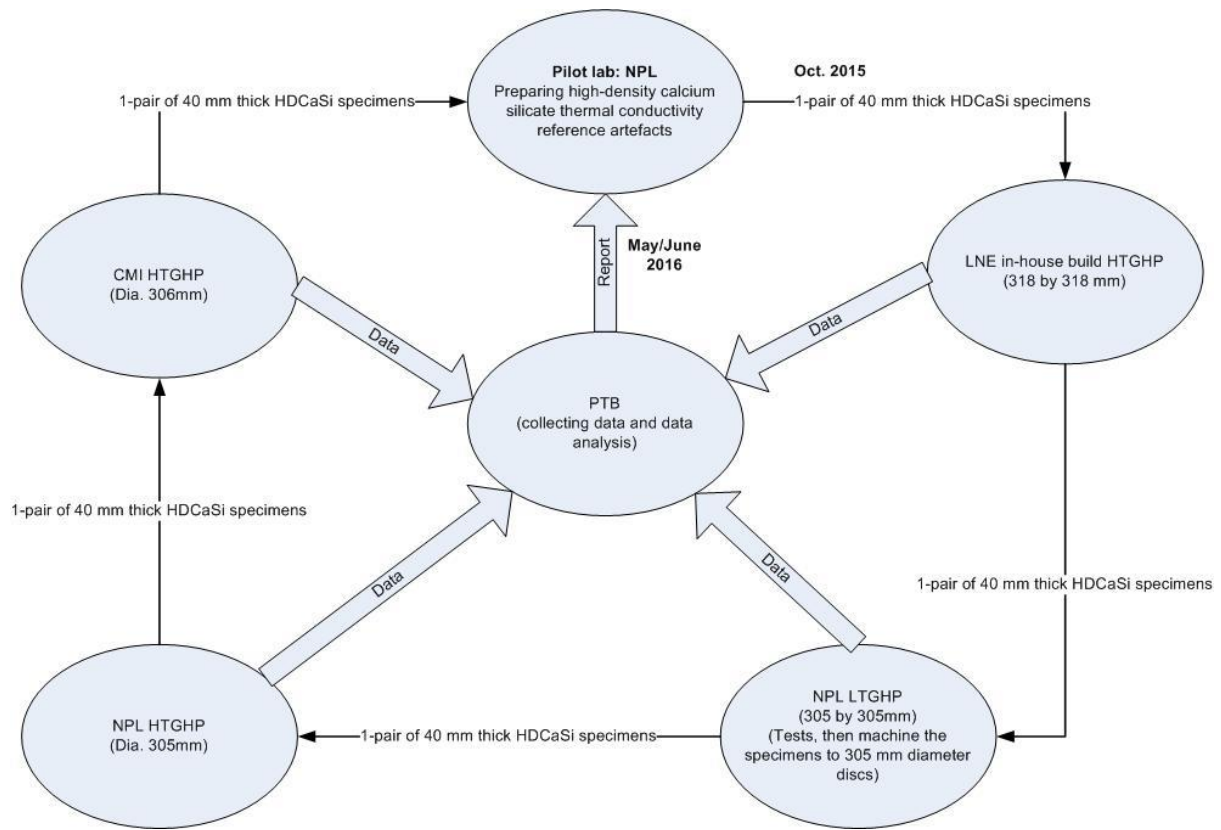 Pilot lab: NPL
Preparing high-density calcium
silicate thermal conductivity
reference artefacts
Oct. 2015
1-pair of 40 mm thick HDCaSi specimens
1-pair of 40 mm thick HDCaSi specimens
CMI HTGHP
(Dia. 306mm)
Report
May/June
2016
LNE in-house build HTGHP
(318 by 318 mm)
Data
Data
PTB
(collecting data and data
analysis)
1-pair of 40 mm thick HDCaSi specimens
1-pair of 40 mm thick HDCaSi specimens
Data
Data
NPL HTGHP
(Dia. 305mm)
1-pair of 40 mm thick HDCaSi specimens
NPL LTGHP
(305 by 305mm)
(Tests, then machine the
specimens to 305 mm diameter
discs)